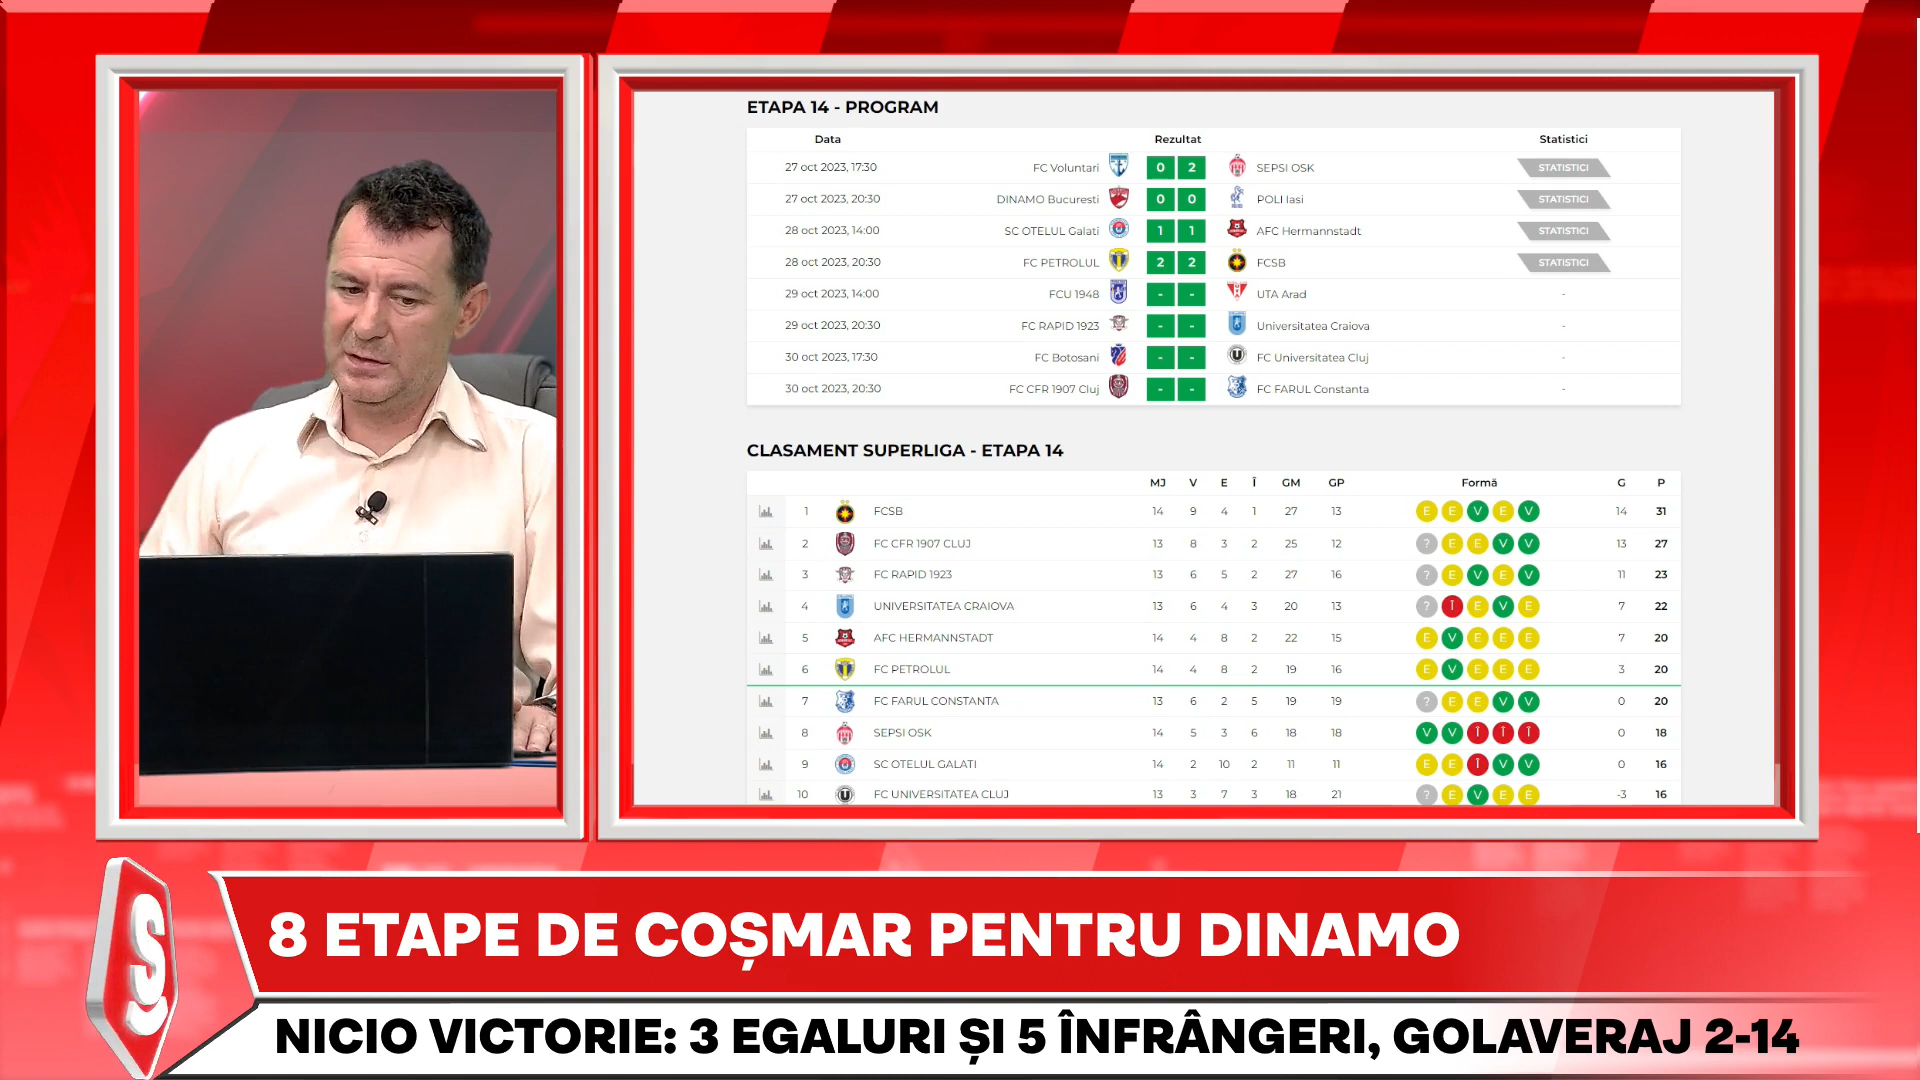 ETAPA 14 - PROGRAM
Data Rezultat Statistici
27 oct 2023, 17:30 FC Voluntari 0 2 SEPSI OSK STATISTICI
27 oct 2023, 20:30 DINAMO Bucuresti 0 0 POLI Iasi STATISTICI
28 oct 2023, 14:00 SC OTELUL Galati 1 1 AFC Hermannstadt STATISTICI
28 oct 2023, 20:30 FC PETROLUL 2 2 FCSB STATISTICI
29 oct 2023, 14:00 FCU 1948 - - UTA Arad -
29 oct 2023, 20:30 FC RAPID 1923 - - Universitatea Craiova -
30 oct 2023, 17:30 FC Botosani - - FC Universitatea Cluj -
30 oct 2023, 20:30 FC CFR 1907 Cluj - - FC FARUL Constanta -
CLASAMENT SUPERLIGA - ETAPA 14
MJ V E Î GM GP Formă G P
1 FCSB 14 9 4 1 27 13 E E V E V 14 31
2 FC CFR 1907 CLUJ 13 8 3 2 25 12 ? E E V V 13 27
3 FC RAPID 1923 13 6 5 2 27 16 ? E V E V 11 23
4 UNIVERSITATEA CRAIOVA 13 6 4 3 20 13 ? Î E V E 7 22
5 AFC HERMANNSTADT 14 4 8 2 22 15 E V E E E 7 20
6 FC PETROLUL 14 4 8 2 19 16 E V E E E 3 20
7 FC FARUL CONSTANTA 13 6 2 5 19 19 ? E E V V 0 20
8 SEPSI OSK 14 5 3 6 18 18 V V Î Î Î 0 18
9 SC OTELUL GALATI 14 2 10 2 11 11 E E Î V V 0 16
10 FC UNIVERSITATEA CLUJ 13 3 7 3 18 21 ? E V E E -3 16
8 ETAPE DE COȘMAR PENTRU DINAMO
NICIO VICTORIE: 3 EGALURI ȘI 5 ÎNFRÂNGERI, GOLAVERAJ 2-14